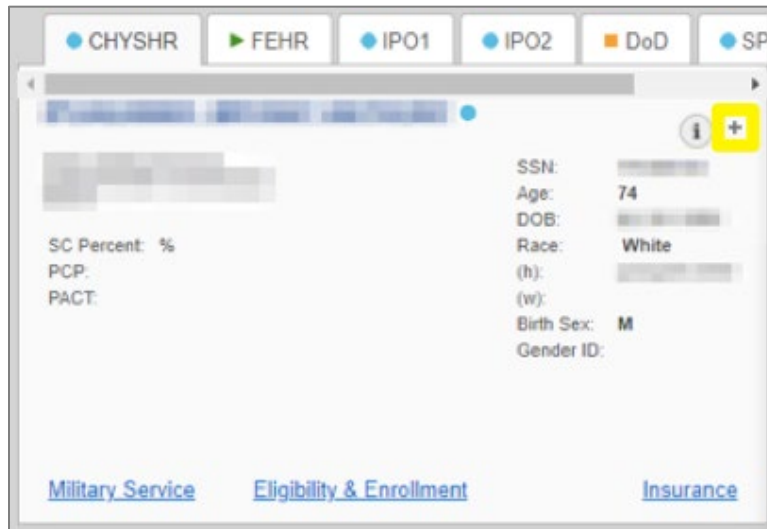 CHYSHR FEHR IPO1 IPO2 DoD SP
i +
SSN:
Age: 74
DOB:
SC Percent: % Race: White
PCP: (h):
PACT: (w):
Birth Sex: M
Gender ID:
Military Service Eligibility & Enrollment Insurance